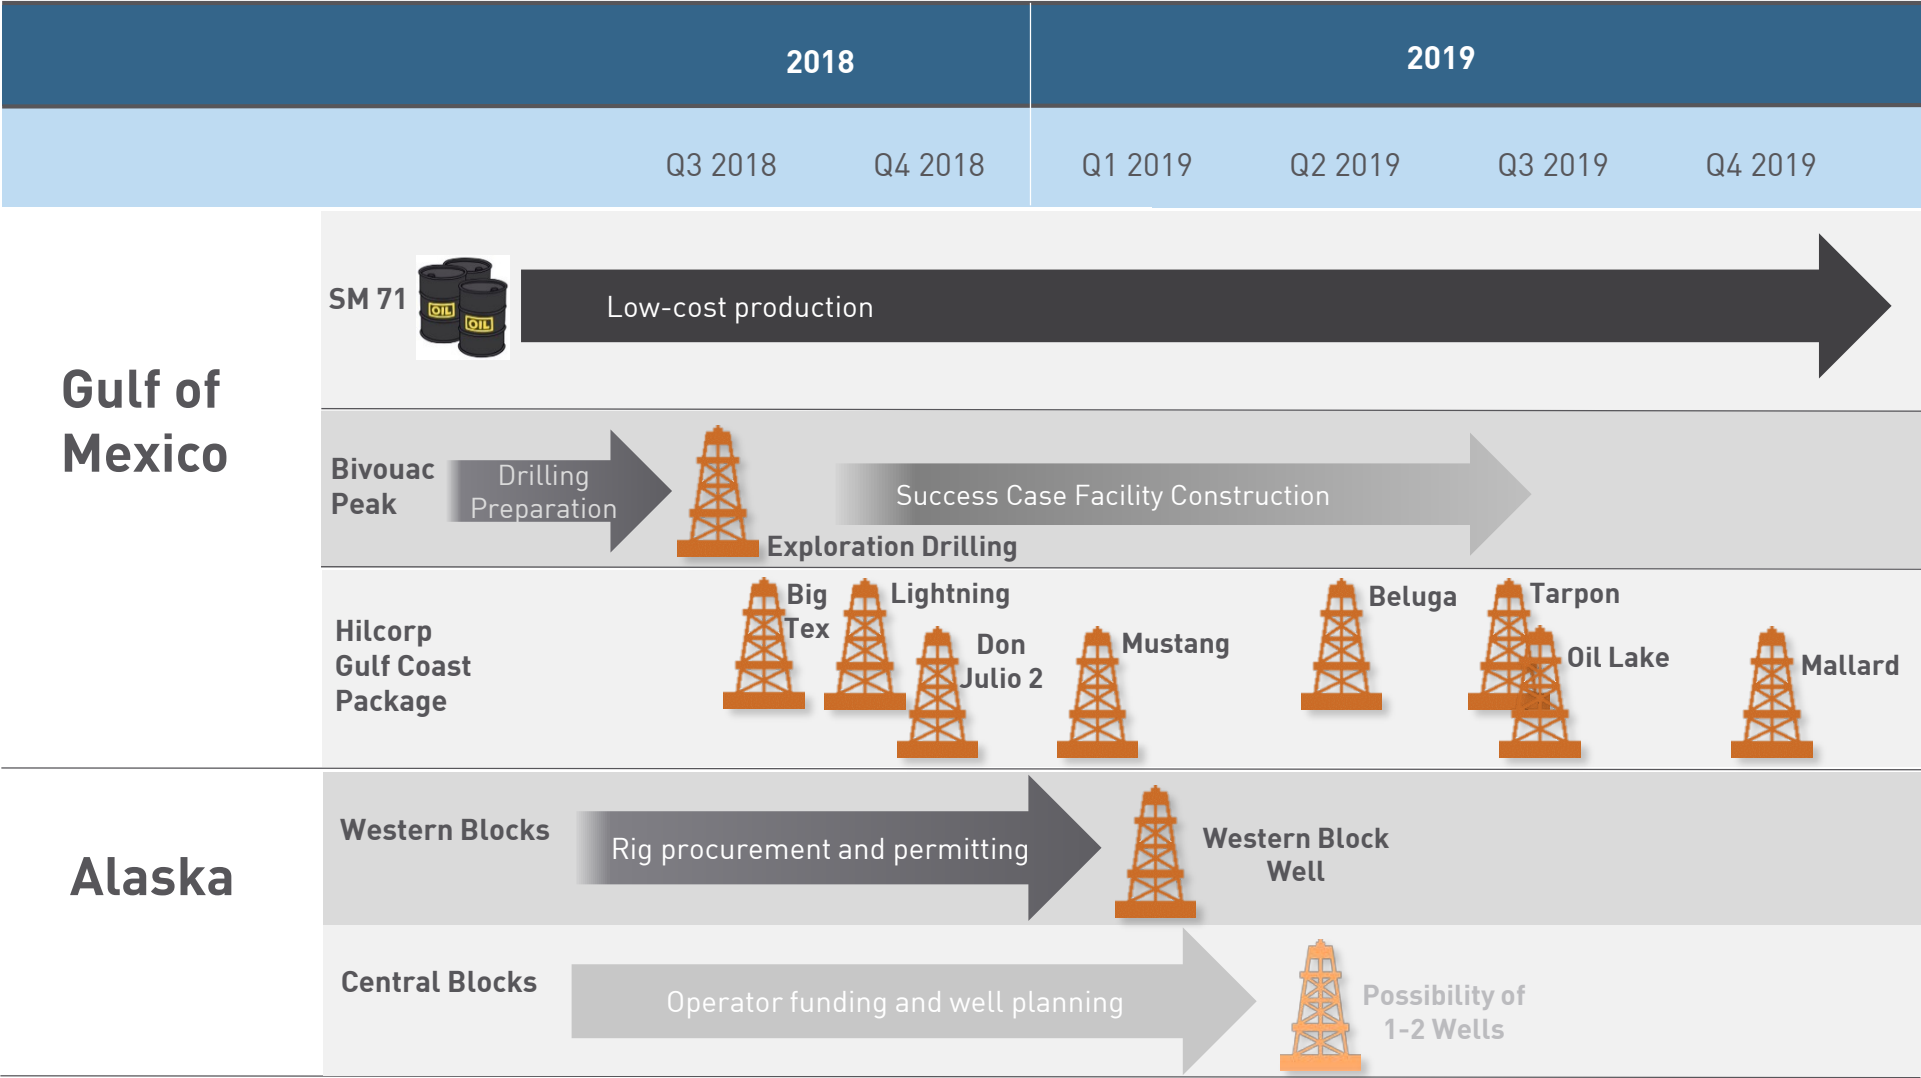 2018
2019
Q3 2018
Q4 2018
Q1 2019
Q2 2019
Q3 2019
Q4 2019
Gulf of
Mexico
SM 71
OIL
OIL
Low-cost production
Bivouac
Peak
Drilling
Preparation
Exploration Drilling
Success Case Facility Construction
Hilcorp
Gulf Coast
Package
Big
Tex
Lightning
Don
Julio 2
Mustang
Beluga
Tarpon
Oil Lake
Mallard
Alaska
Western Blocks
Rig procurement and permitting
Western Block
Well
Central Blocks
Operator funding and well planning
Possibility of
1-2 Wells